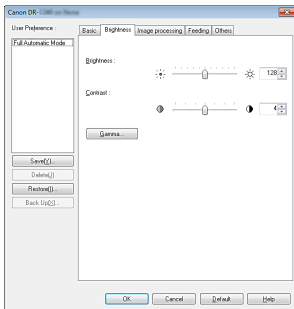 Canon DR-
User Preference :
Full Automatic Mode
Save(Y)...
Delete(J)
Restore(I)...
Back Up(X)...
Basic Brightness Image processing Feeding Others
Brightness :
128
Contrast :
4
Gamma...
OK Cancel Default Help